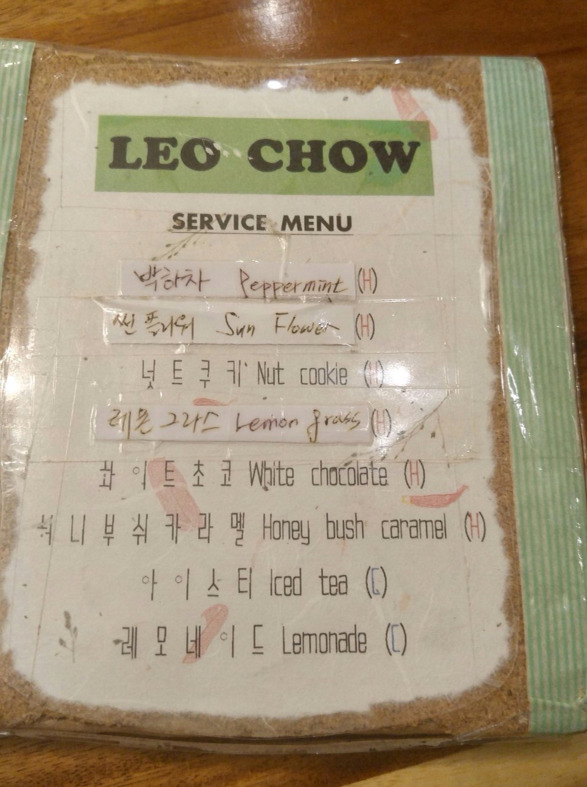 LEO CHOW
SERVICE MENU
박하차 Peppermint (H)
썬플라워 Sun Flower (H)
넛트쿠키 Nut cookie (H)
레몬그라스 Lemon grass (H)
화이트초코 White chocolate (H)
허니부쉬카라멜 Honey bush caramel (H)
아이스티 Iced tea (C)
레모네이드 Lemonade (C)